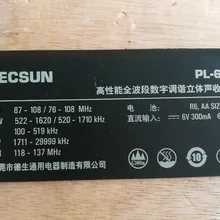 ECSUN
PL-6
高性能全波段数字调谐立体声收
87 - 108 / 76 - 108 MHz
电池: R6, AA SIZ
522 - 1620 / 520 - 1710 kHz
直流输入: 6V 300mA
100 - 519 kHz
1711 - 29999 kHz
118 - 137 MHz
莞市德生通用电器制造有限公司